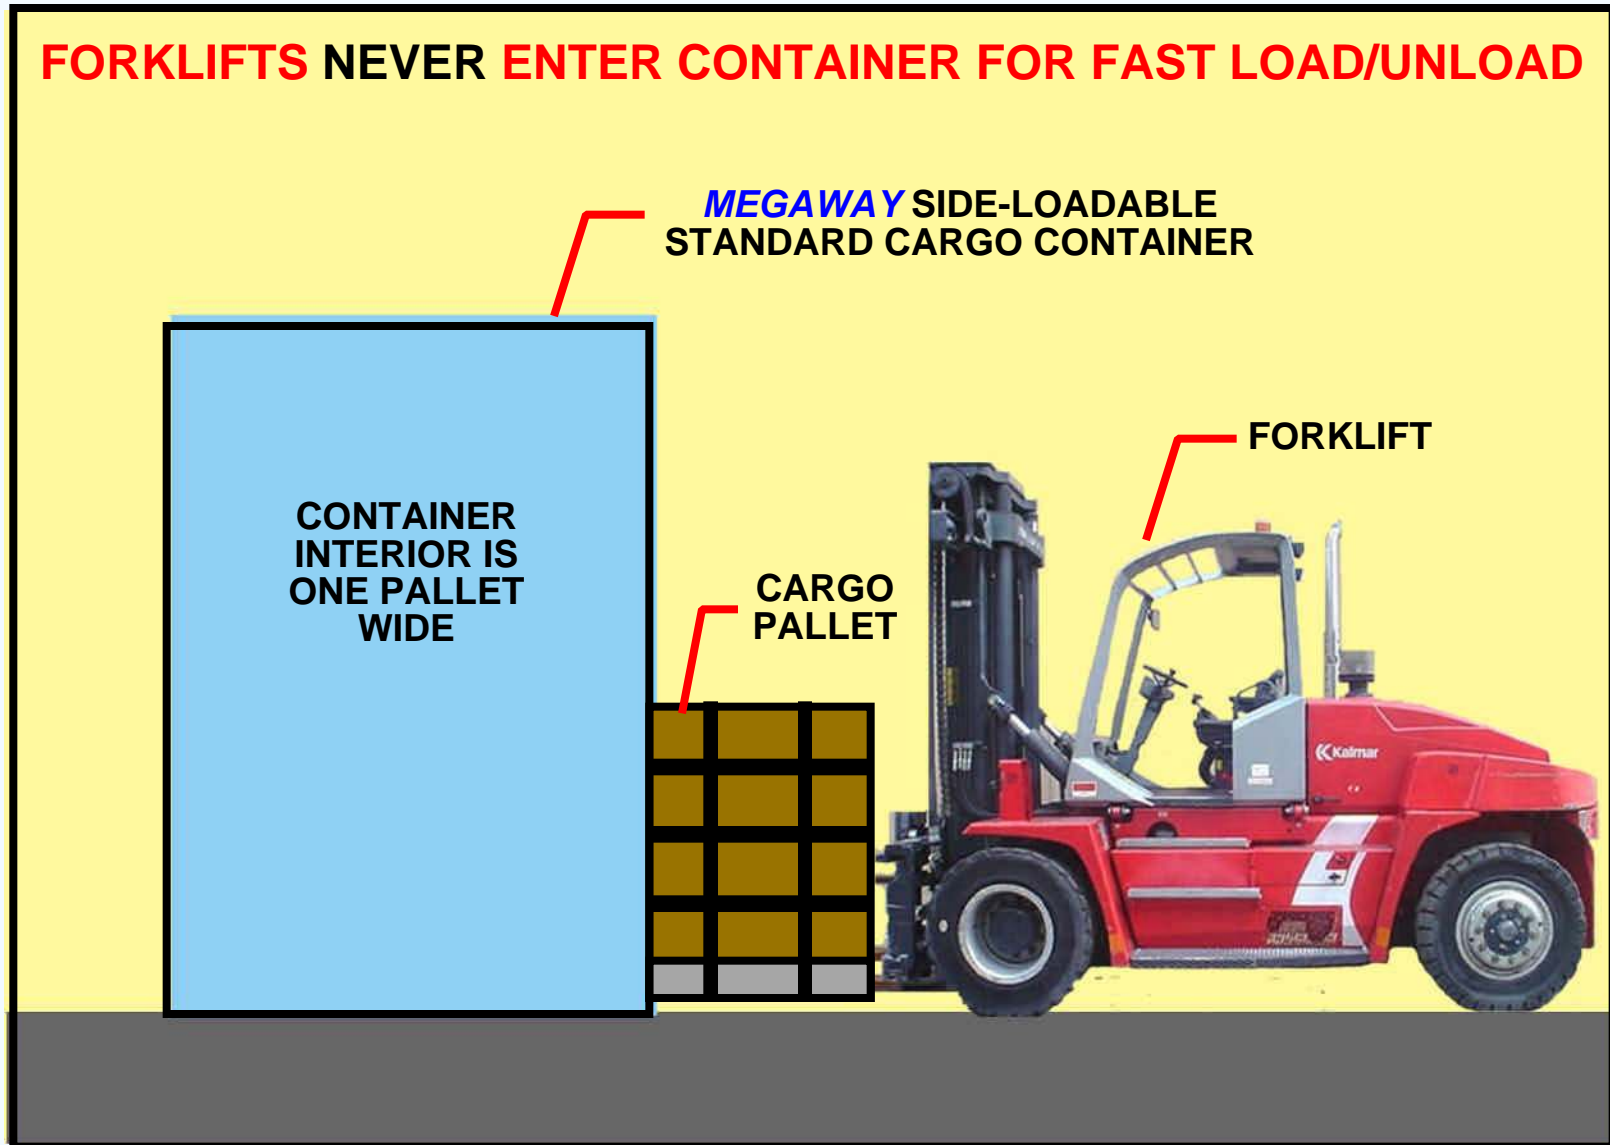 FORKLIFTS NEVER ENTER CONTAINER FOR FAST LOAD/UNLOAD
MEGAWAY SIDE-LOADABLE
STANDARD CARGO CONTAINER
FORKLIFT
CONTAINER
INTERIOR IS
ONE PALLET
WIDE
CARGO
PALLET
Kalmar